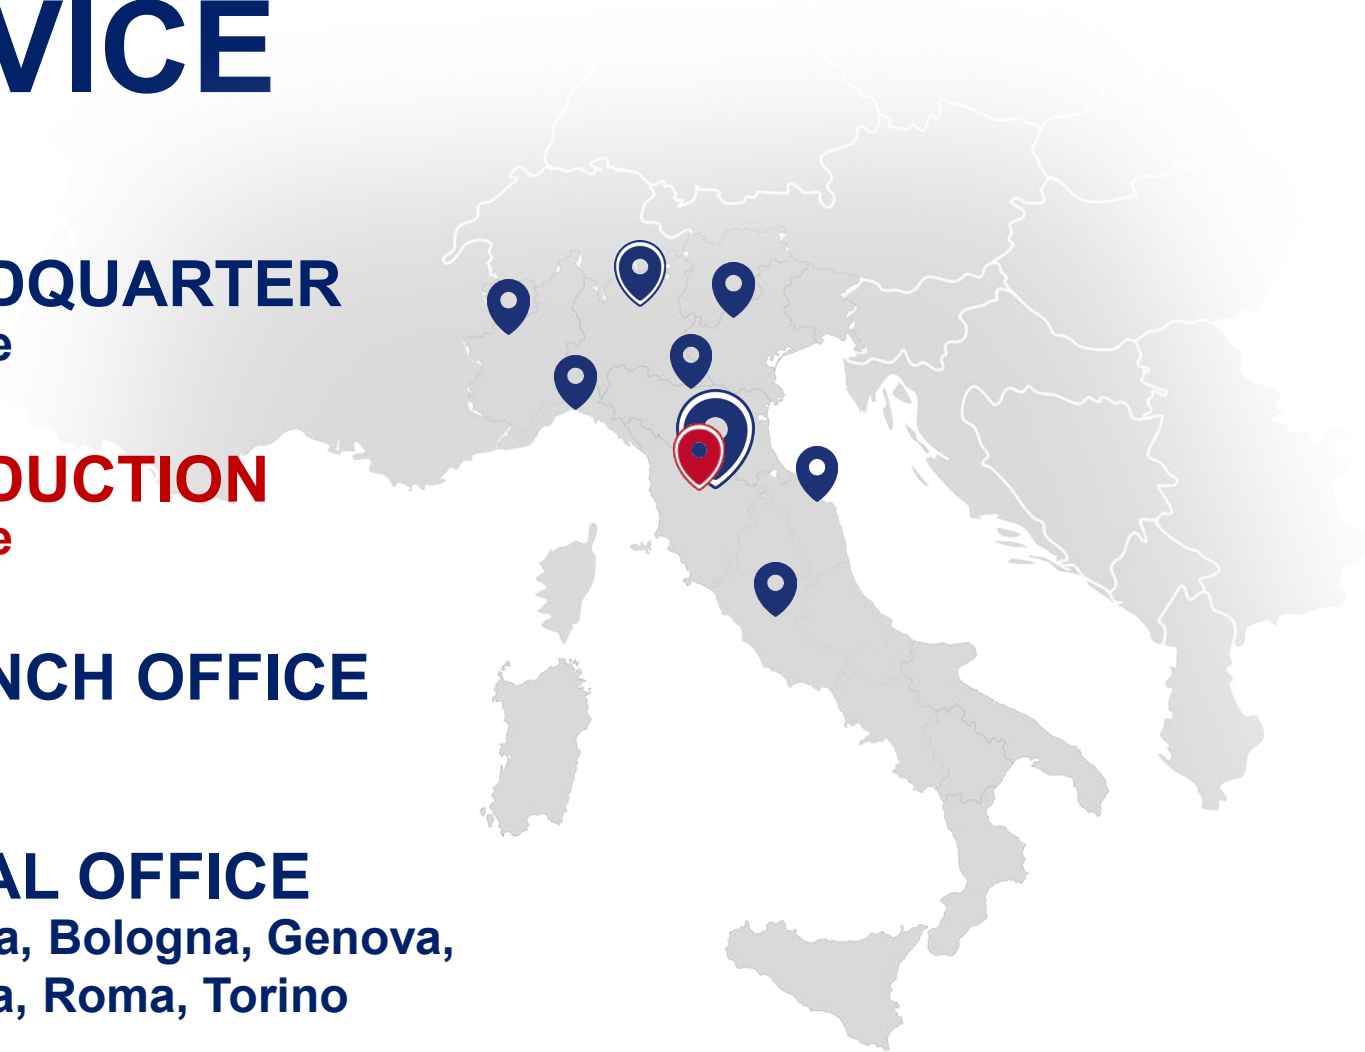 VICE
DQUARTER
e
DUCTION
e
NCH OFFICE
AL OFFICE
a, Bologna, Genova,
a, Roma, Torino